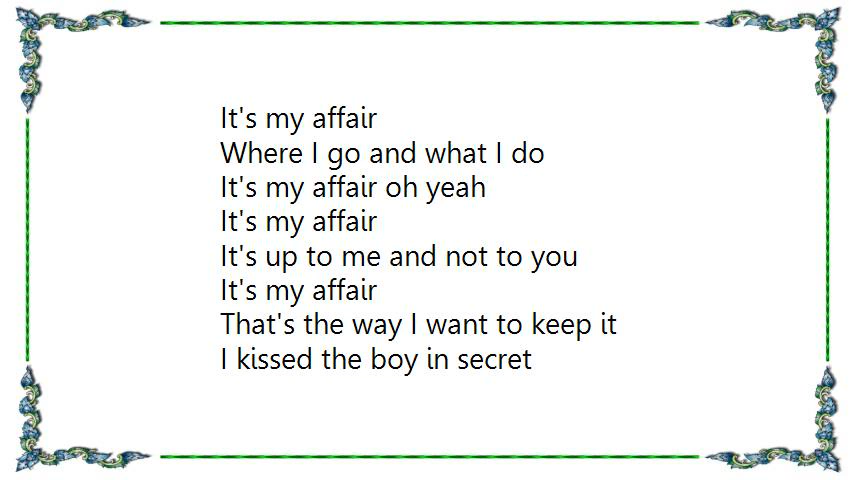 It's my affair
Where I go and what I do
It's my affair oh yeah
It's my affair
It's up to me and not to you
It's my affair
That's the way I want to keep it
I kissed the boy in secret